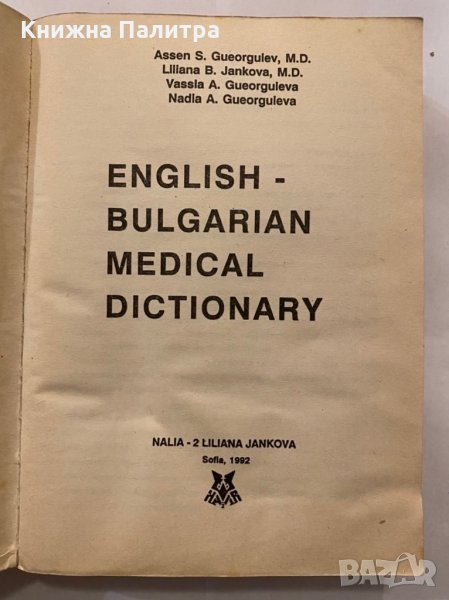 Книжна Палитра
Assen S. Gueorguiev, M.D.
Liliana B. Jankova, M.D.
Vassia A. Gueorguieva
Nadia A. Gueorguieva
ENGLISH -
BULGARIAN
MEDICAL
DICTIONARY
NALIA - 2 LILIANA JANKOVA
Sofia, 1992
BAZAR